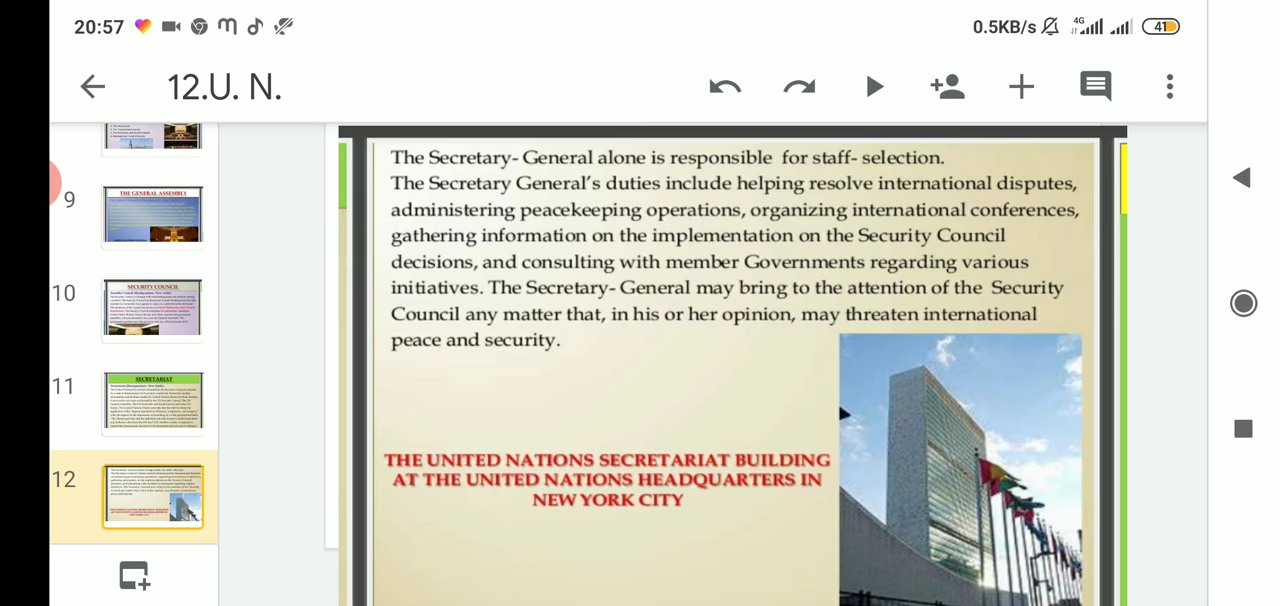 20:57
0.5KB/s 4G 41
12.U. N.
The Secretary- General alone is responsible for staff- selection.
The Secretary General's duties include helping resolve international disputes,
administering peacekeeping operations, organizing international conferences,
gathering information on the implementation on the Security Council
decisions, and consulting with member Governments regarding various
initiatives. The Secretary- General may bring to the attention of the Security
Council any matter that, in his or her opinion, may threaten international
peace and security.
THE UNITED NATIONS SECRETARIAT BUILDING
AT THE UNITED NATIONS HEADQUARTERS IN
NEW YORK CITY
9
THE GENERAL ASSEMBLY
10
SECURITY COUNCIL
11
SECRETARIAT
12